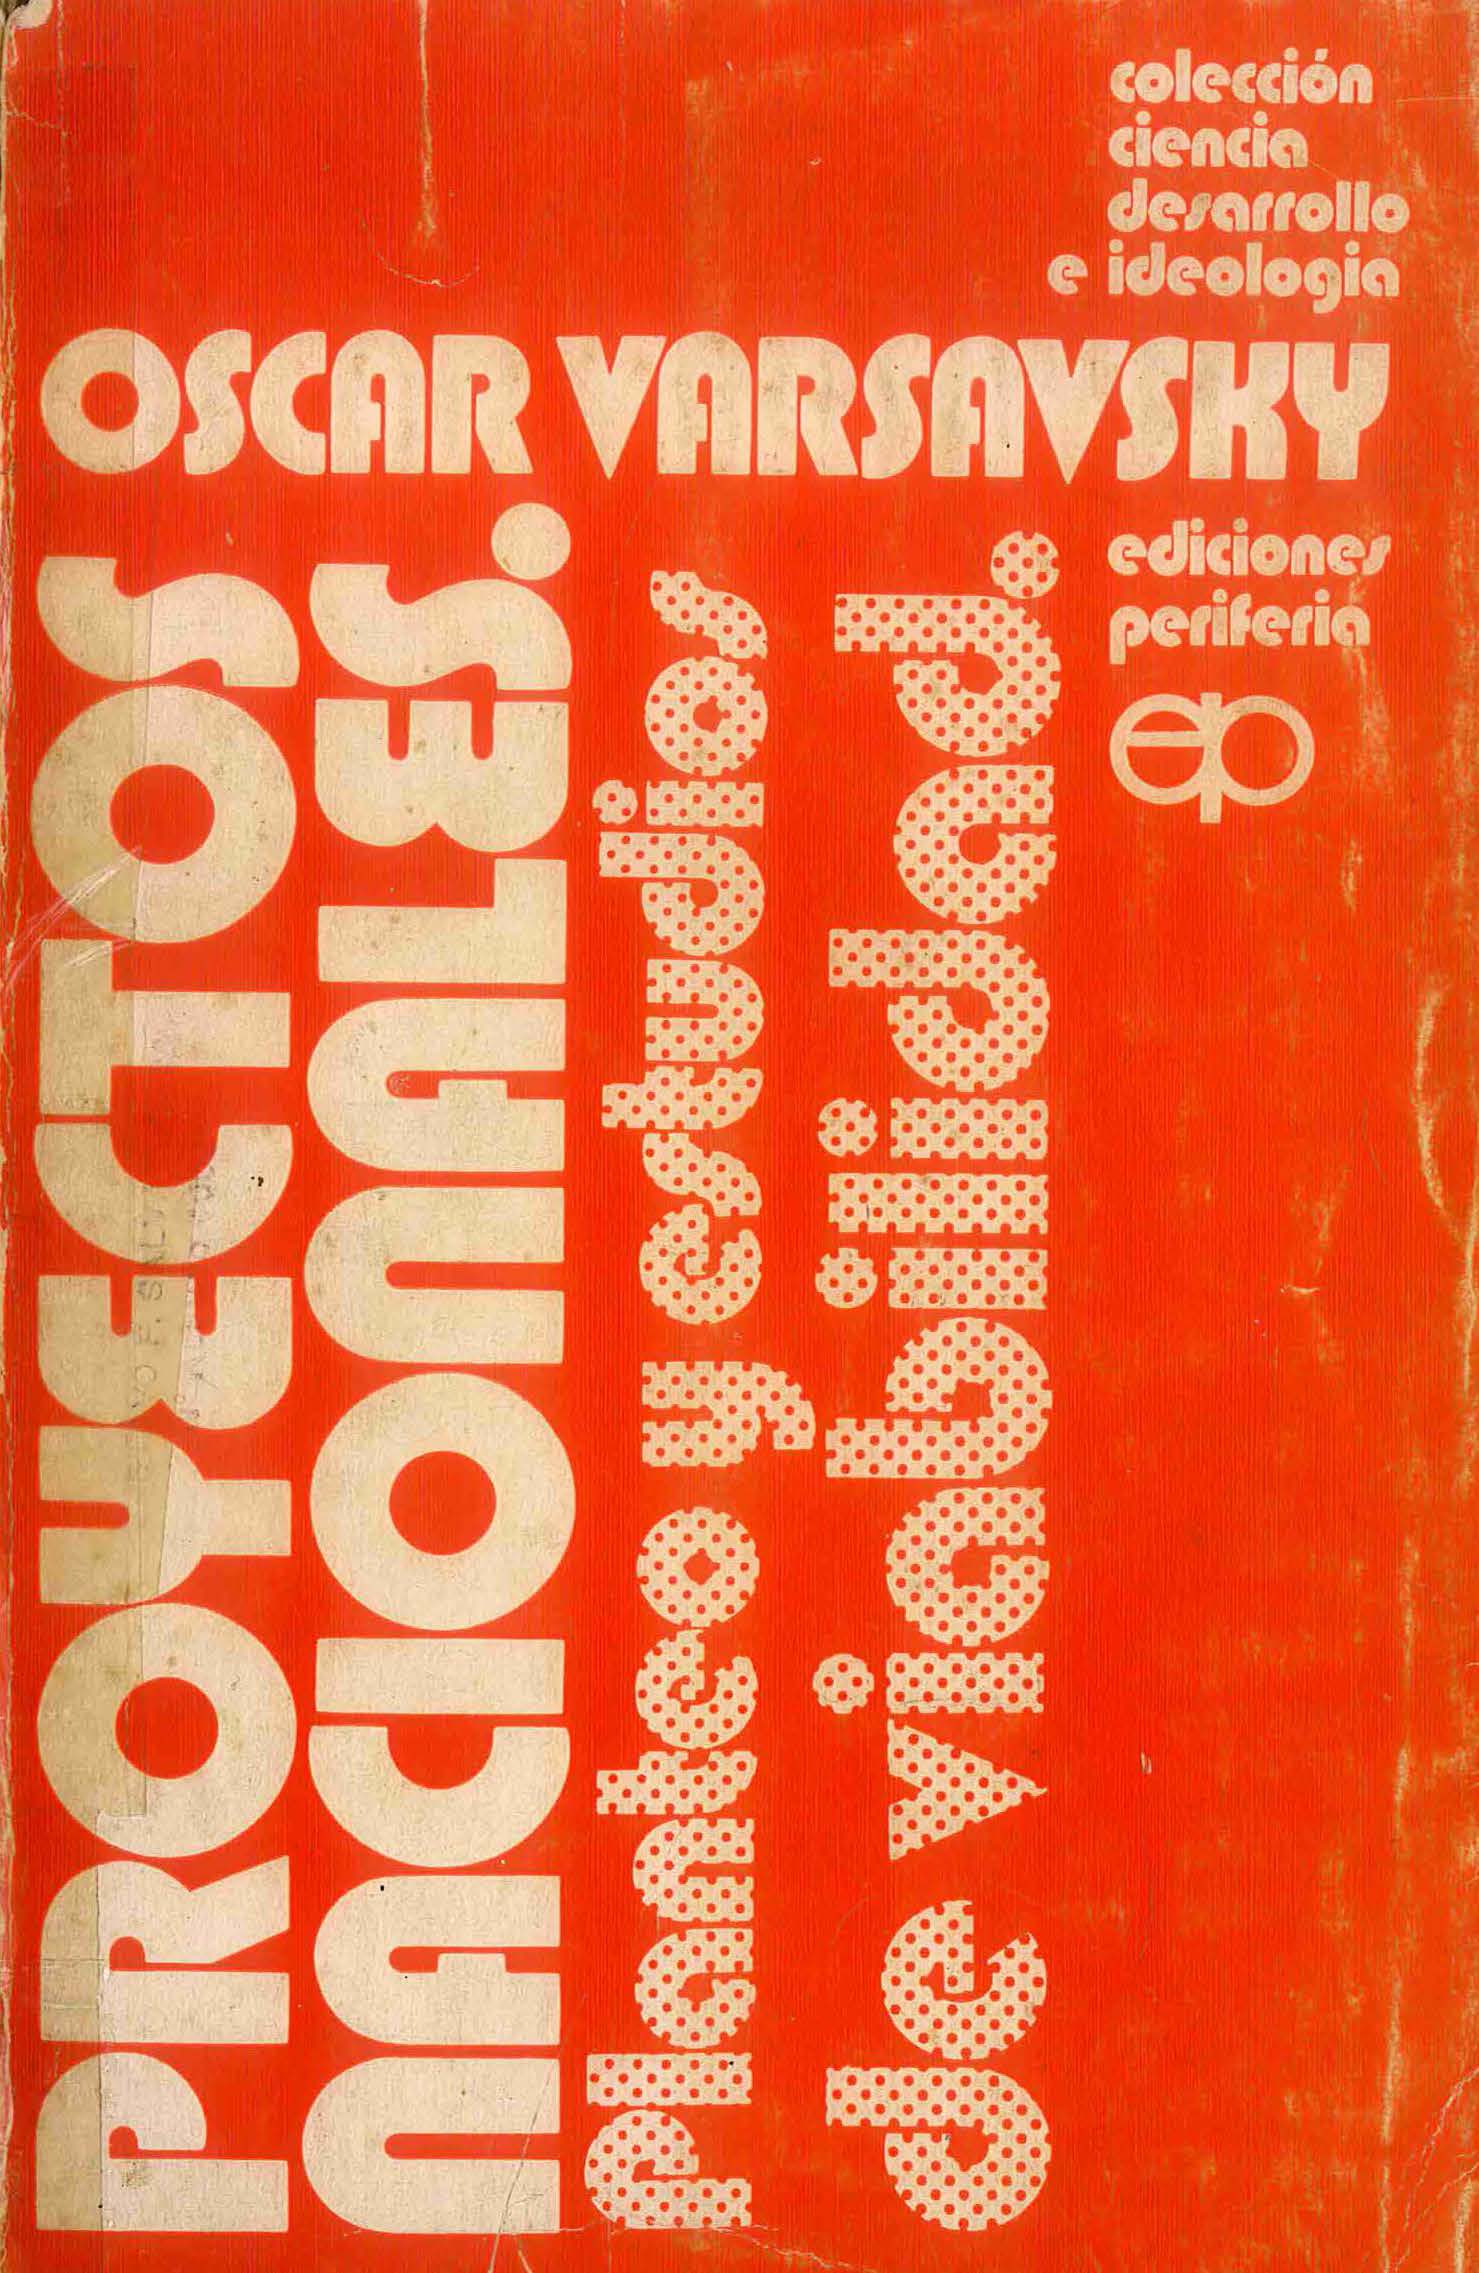 colección
ciencia
desarrollo
e ideologia
OSCAR VARSAVSKY
PROYECTOS
NACIONALES.
planteo y estudios
de viabilidad.
ediciones
periferia
ep